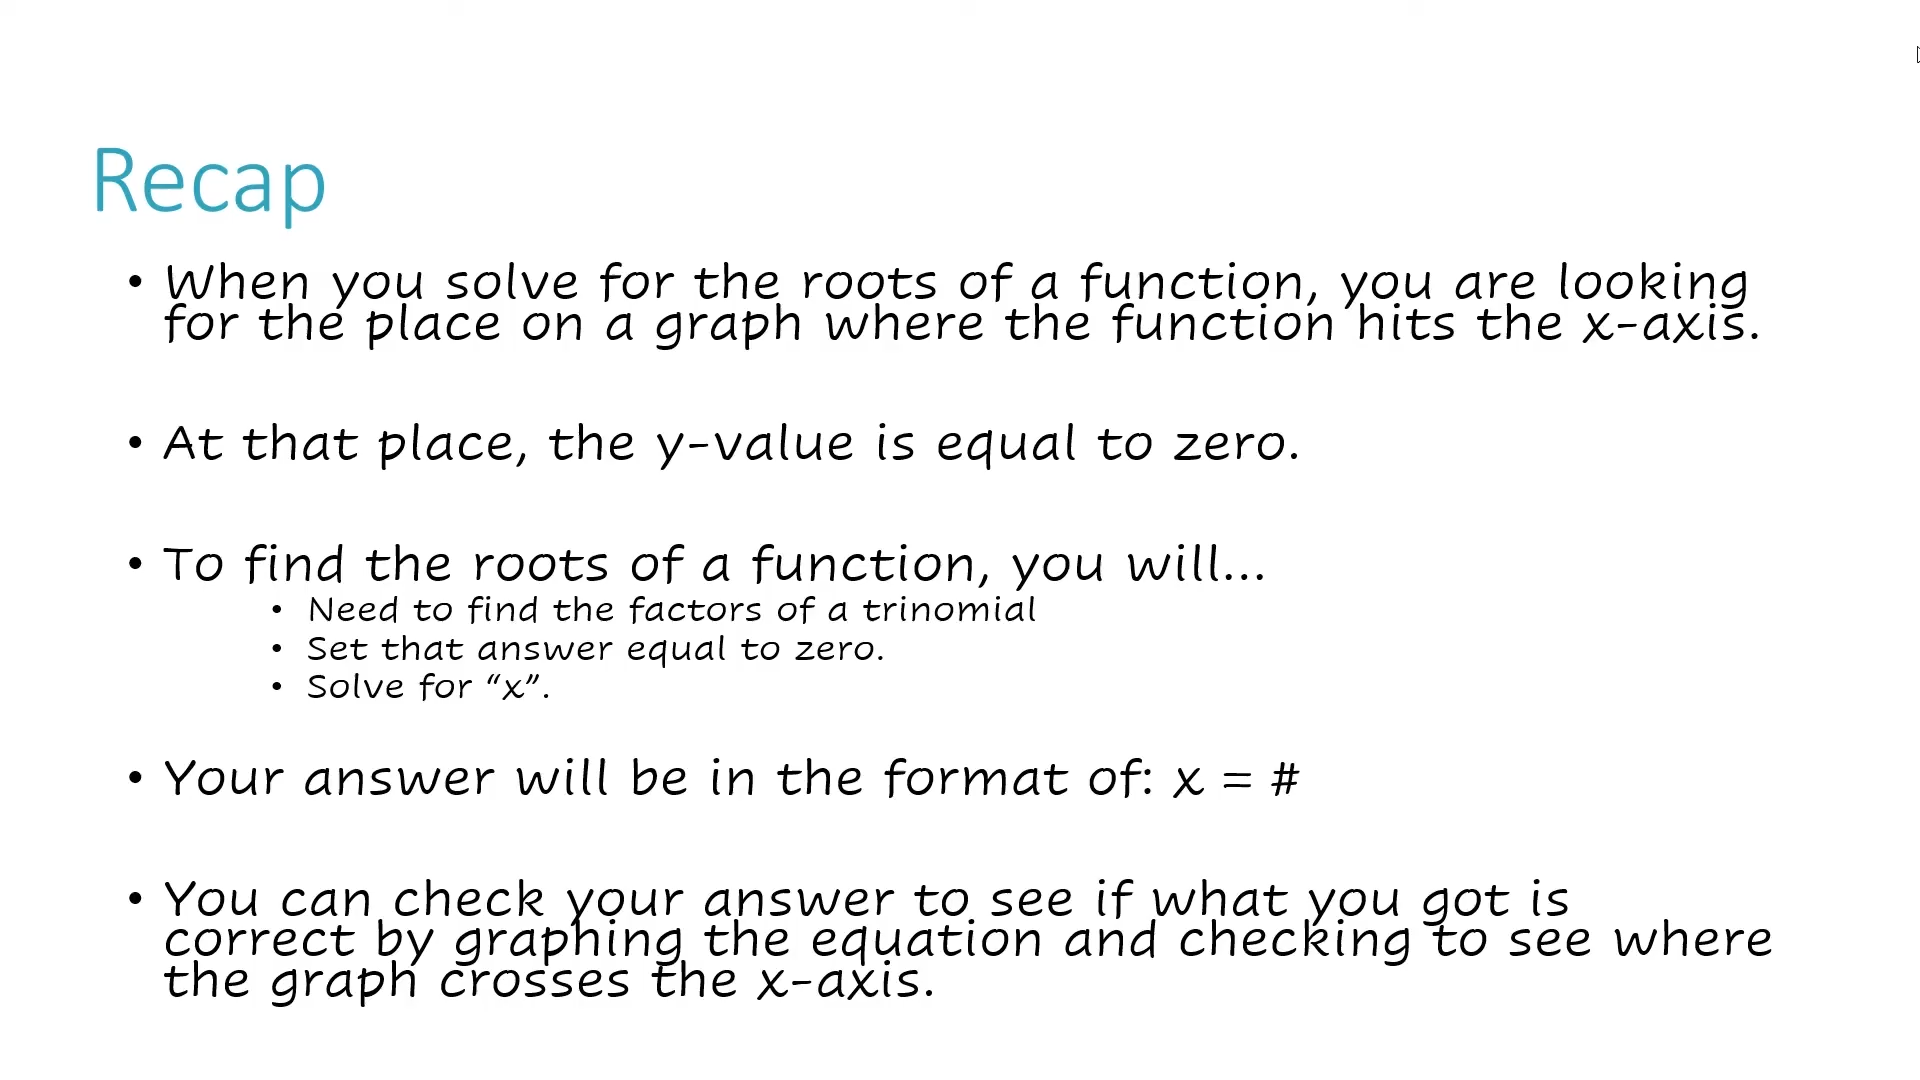 Recap
• When you solve for the roots of a function, you are looking
for the place on a graph where the function hits the x-axis.
• At that place, the y-value is equal to zero.
• To find the roots of a function, you will...
• Need to find the factors of a trinomial
• Set that answer equal to zero.
• Solve for “x”.
• Your answer will be in the format of: x = #
• You can check your answer to see if what you got is
correct by graphing the equation and checking to see where
the graph crosses the x-axis.